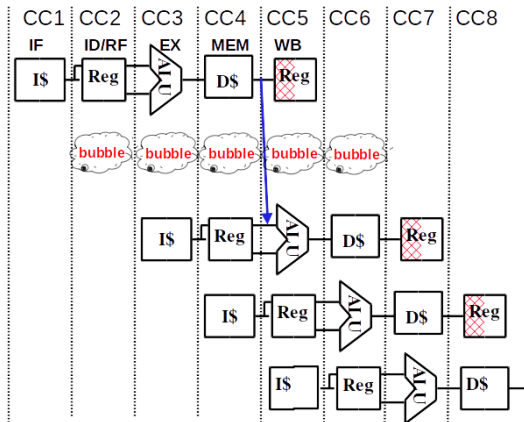 CC1 CC2 CC3 CC4 CC5 CC6 CC7 CC8
IF ID/RF EX MEM WB
I$ Reg ALU D$ Reg
bubble bubble bubble bubble bubble
I$ Reg ALU D$ Reg
I$ Reg ALU D$ Reg
I$ Reg ALU D$